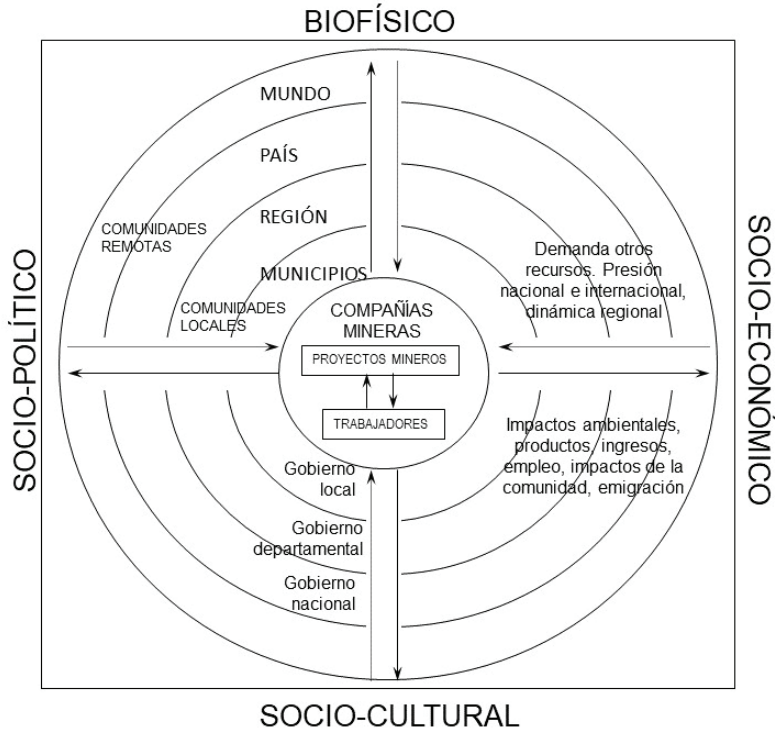 BIOFÍSICO
MUNDO
PAÍS
COMUNIDADES
REMÓTAS
REGIÓN
MUNICIPIOS
COMUNIDADES
LOCALES
Demanda otros
recursos. Presión
nacional e internacional,
dinámica regional
SOCIO-POLÍTICO
SOCIO-ECONÓMICO
COMPAÑÍAS
MINERAS
PROYECTOS MINEROS
TRABAJADORES
Impactos ambientales,
productos, ingresos,
empleo, impactos de la
comunidad, emigración
Gobierno
local
Gobierno
departamental
Gobierno
nacional
SOCIO-CULTURAL